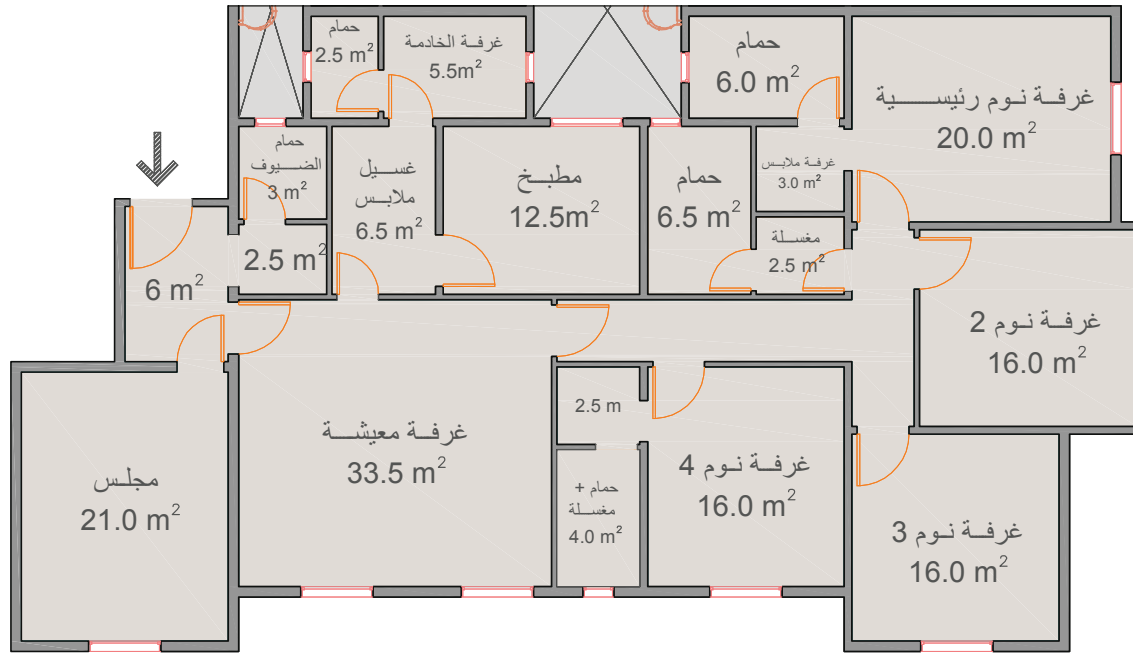 حمام
2.5 m²
غرفة الخادمة
5.5m²
حمام
6.0 m²
غرفة نوم رئيسية
20.0 m²
حمام
الضيوف
3 m²
غسيل
ملابس
6.5 m²
مطبخ
12.5m²
حمام
6.5 m²
غرفة ملابس
3.0 m²
مغسلة
2.5 m²
2.5 m²
6 m²
غرفة نوم 2
16.0 m²
مجلس
21.0 m²
غرفة معيشة
33.5 m²
2.5 m
حمام +
مغسلة
4.0 m²
غرفة نوم 4
16.0 m²
غرفة نوم 3
16.0 m²